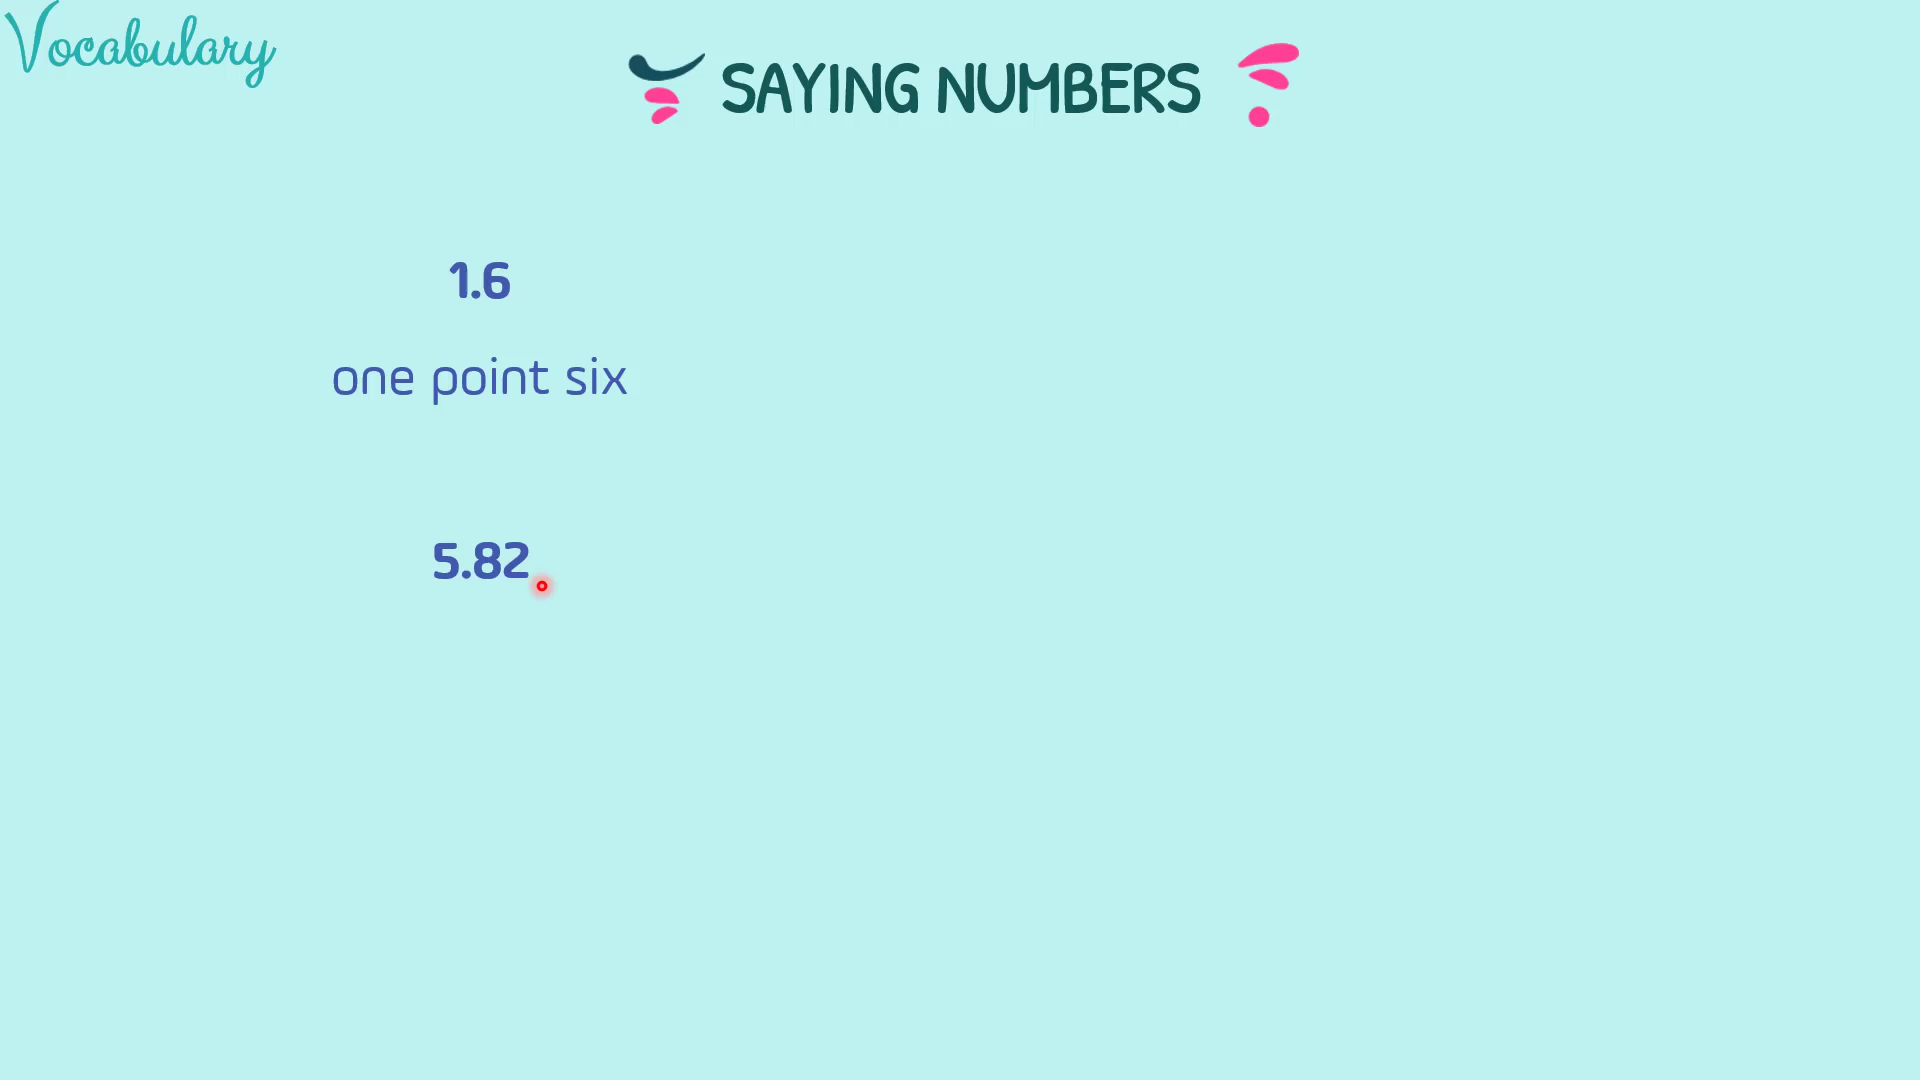 Vocabulary
SAYING NUMBERS
1.6
one point six
5.82